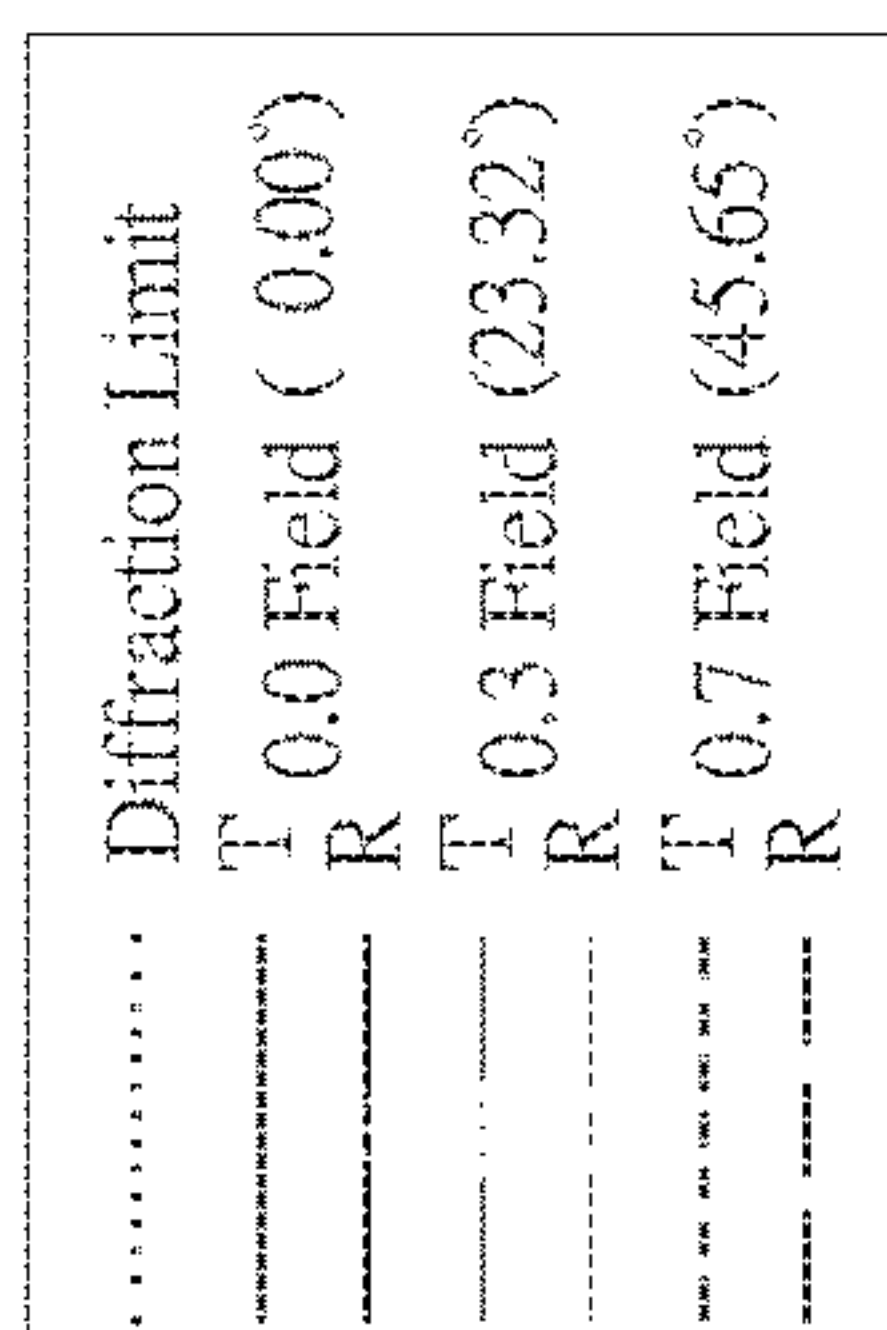 Diffraction Limit
T
0.0 Field ( 0.00°)
R
T
0.3 Field (23.32°)
R
T
0.7 Field (45.65°)
R